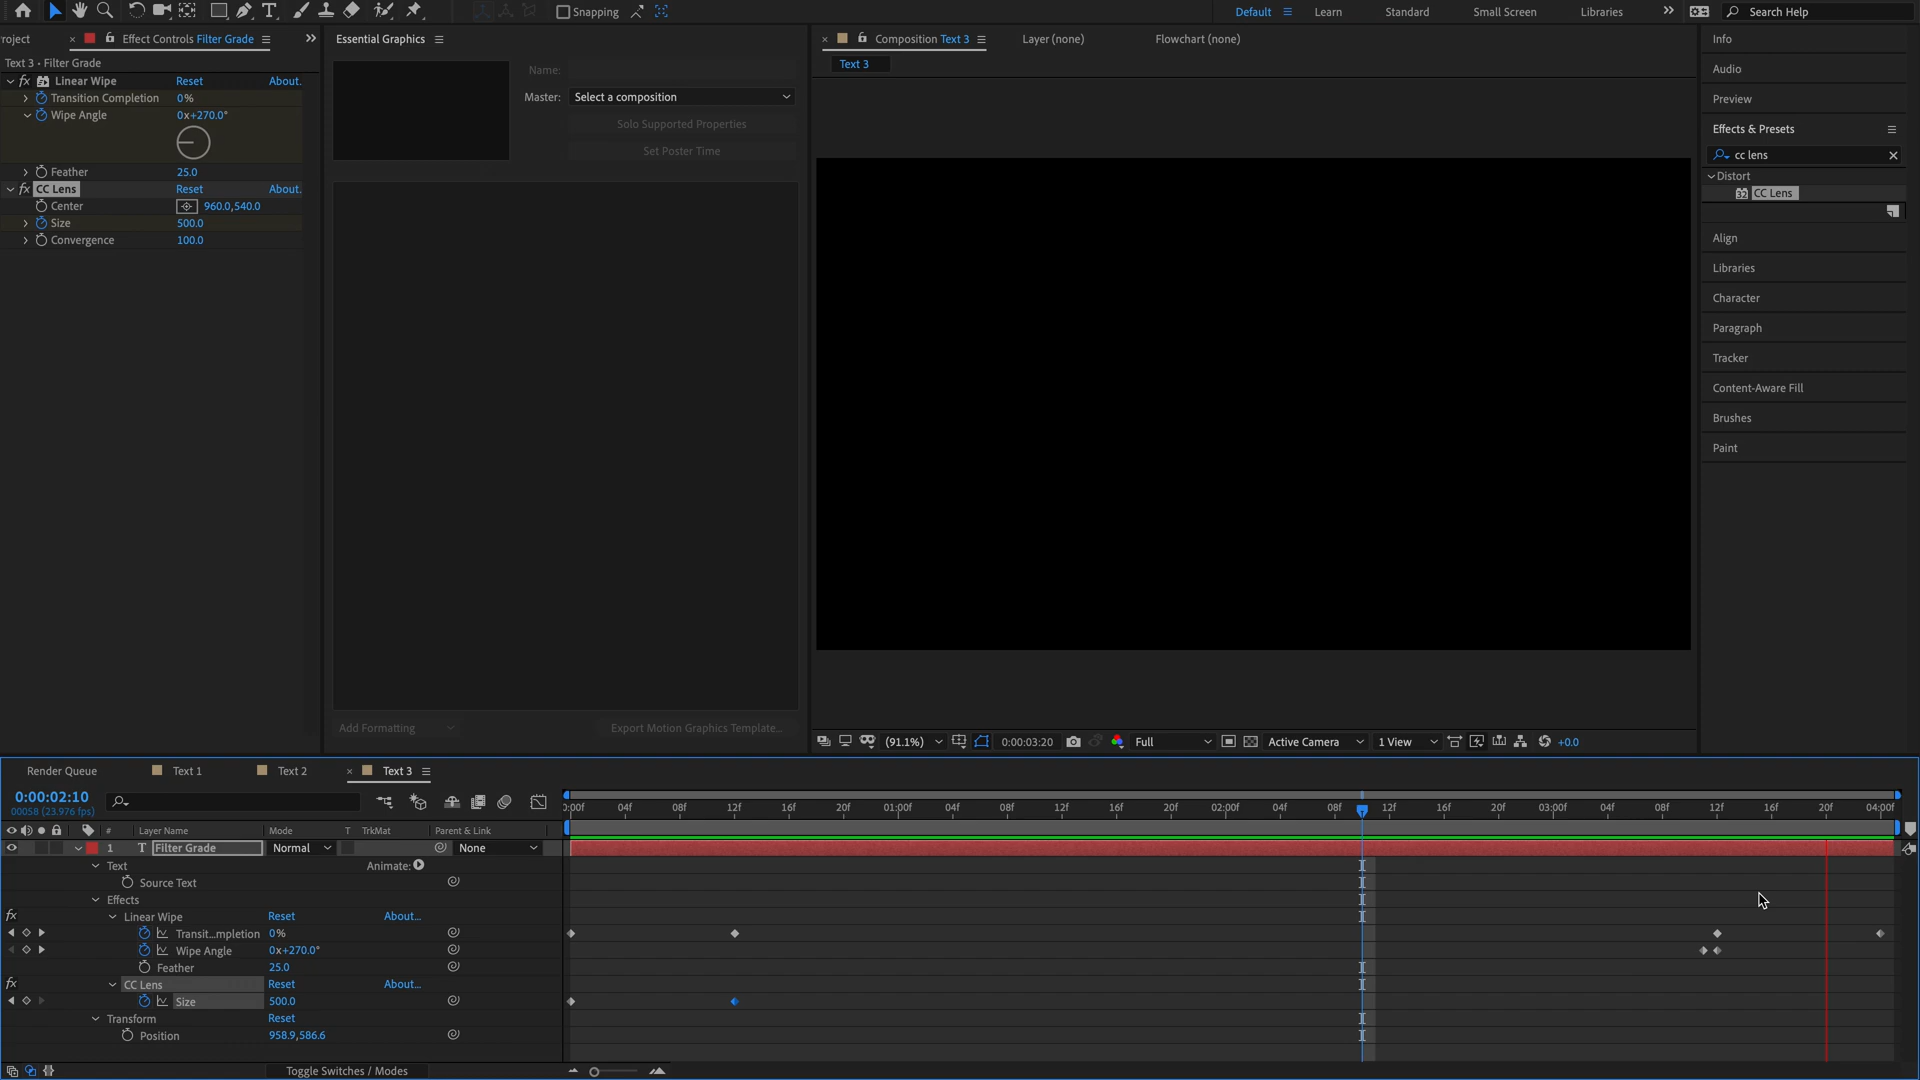 Snapping
Default
Learn
Standard
Small Screen
Libraries
Search Help
roject
Effect Controls Filter Grade
Essential Graphics
Composition Text 3
Layer (none)
Flowchart (none)
Info
Text 3 • Filter Grade
Text 3
Name:
Audio
fx Linear Wipe Reset About.
Transition Completion 0%
Master: Select a composition
Preview
Wipe Angle 0x+270.0°
Solo Supported Properties
Effects & Presets
Set Poster Time
cc lens
Feather 25.0
Distort
fx CC Lens Reset About.
32 CC Lens
Center 960.0,540.0
Size 500.0
Convergence 100.0
Align
Libraries
Character
Paragraph
Tracker
Content-Aware Fill
Brushes
Paint
Add Formatting
Export Motion Graphics Template...
(91.1%)
0:00:03:20
Full
Active Camera
1 View
+0.0
Render Queue
Text 1
Text 2
Text 3
0:00:02:10
00058 (23.976 fps)
0:00f 04f 08f 12f 16f 20f 01:00f 04f 08f 12f 16f 20f 02:00f 04f 08f 12f 16f 20f 03:00f 04f 08f 12f 16f 20f 04:00f
# Layer Name Mode T TrkMat Parent & Link
1 T Filter Grade Normal None
Text Animate:
Source Text
Effects
fx Linear Wipe Reset About...
Transit...mpletion 0%
Wipe Angle 0x+270.0°
Feather 25.0
fx CC Lens Reset About...
Size 500.0
Transform Reset
Position 958.9,586.6
Toggle Switches / Modes